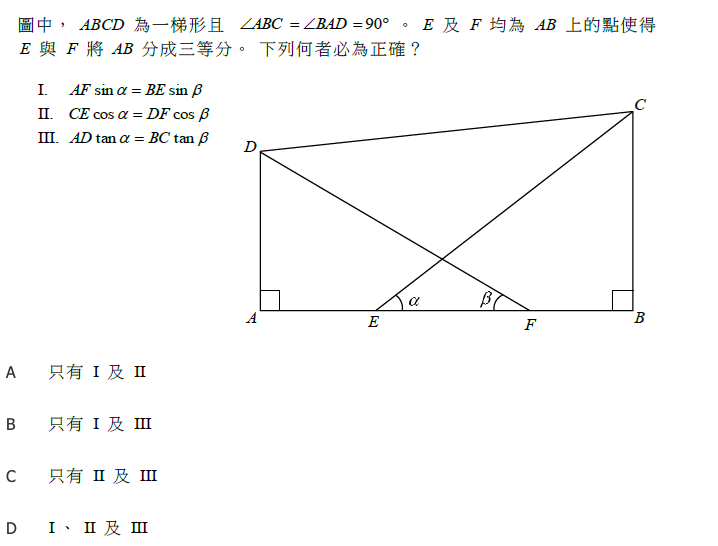 圖中， ABCD 為一梯形且 ∠ABC = ∠BAD = 90° 。 E 及 F 均為 AB 上的點使得
E 與 F 將 AB 分成三等分。 下列何者必為正確？
I. AF sin α = BE sin β
II. CE cos α = DF cos β
III. AD tan α = BC tan β
C
D
α
β
A
E
F
B
A 只有 I 及 II
B 只有 I 及 III
C 只有 II 及 III
D I、 II 及 III